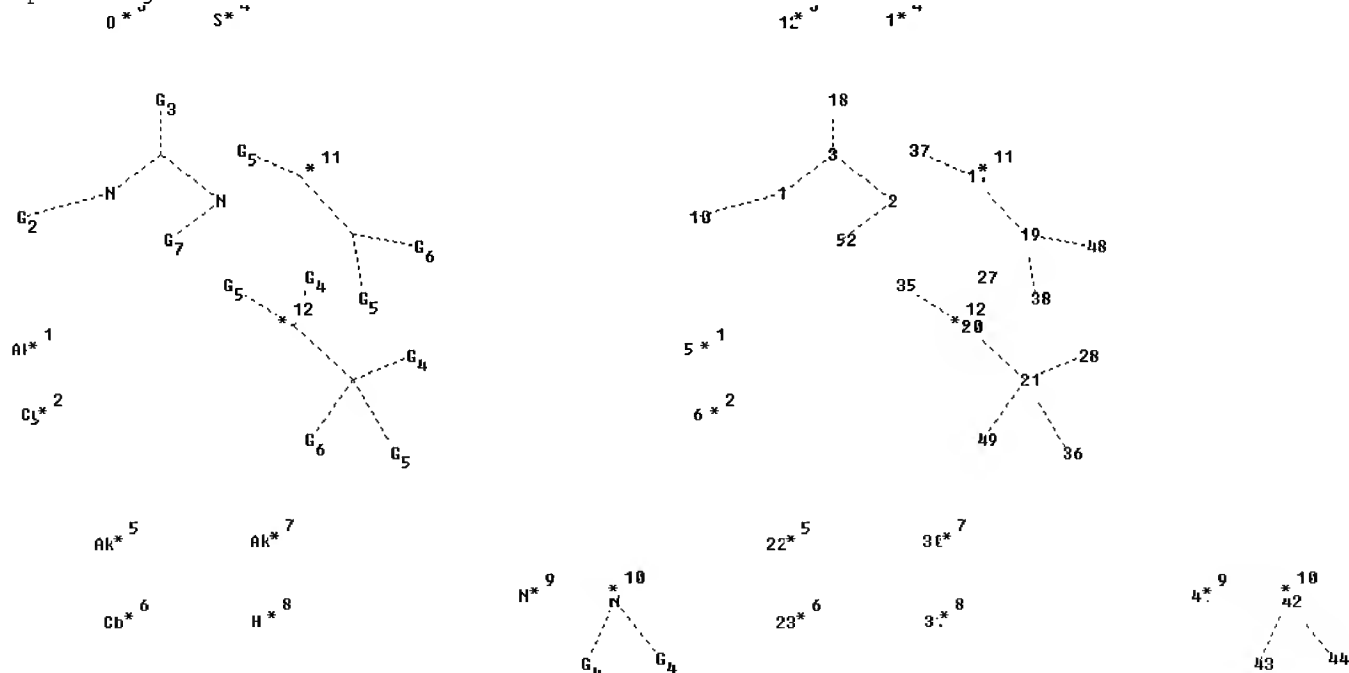 O * S* 4 * 1* 4
G3 18
G5 * 11 37 3 * 11
N N 1 2
G2 G7 10 52 19 48
G6
G5 G4 G5 35 27 38
* 12 * 12
20
Ak* 1 G4 5 * 1 28
21
* 2 6 * 2
G6 G5 49 36
Ak* 5 Ak* 7 22* 5 * 7
N* 9 * 10 * 9 * 10
N 42
Cb* 6 H * 8 23* 6 * 8
G4 G4 43 44